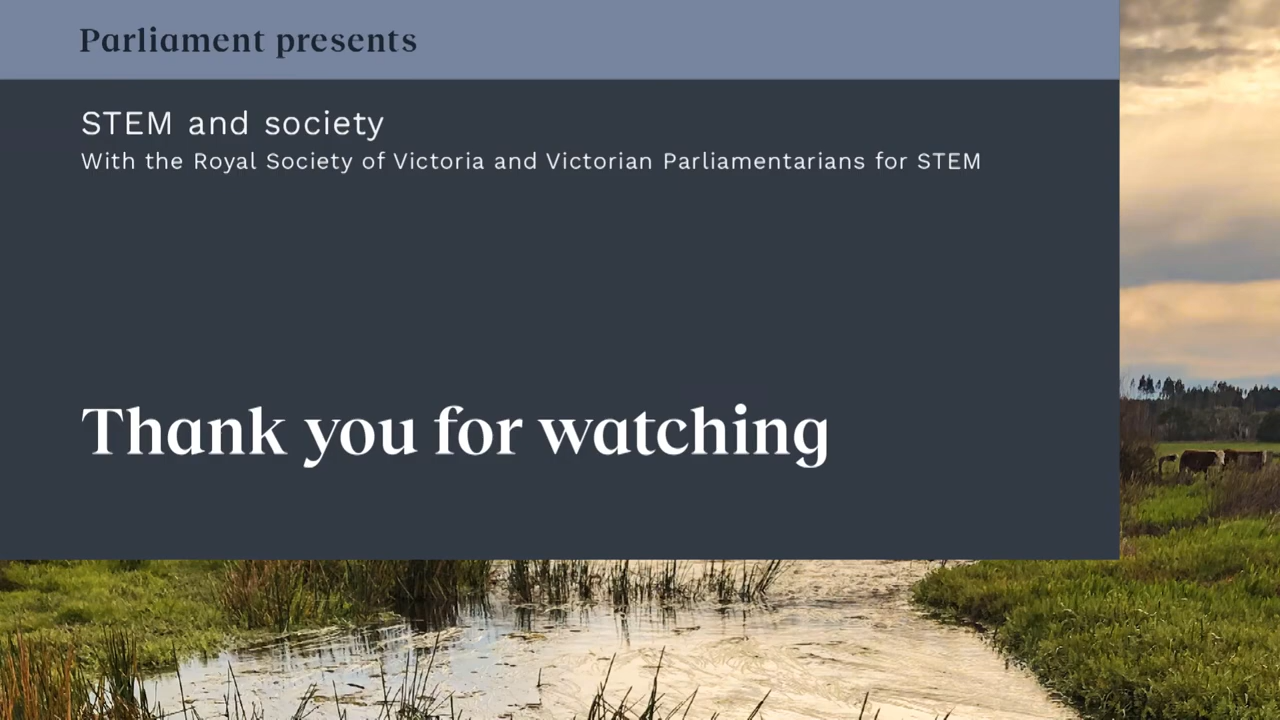 Parliament presents
STEM and society
With the Royal Society of Victoria and Victorian Parliamentarians for STEM
Thank you for watching